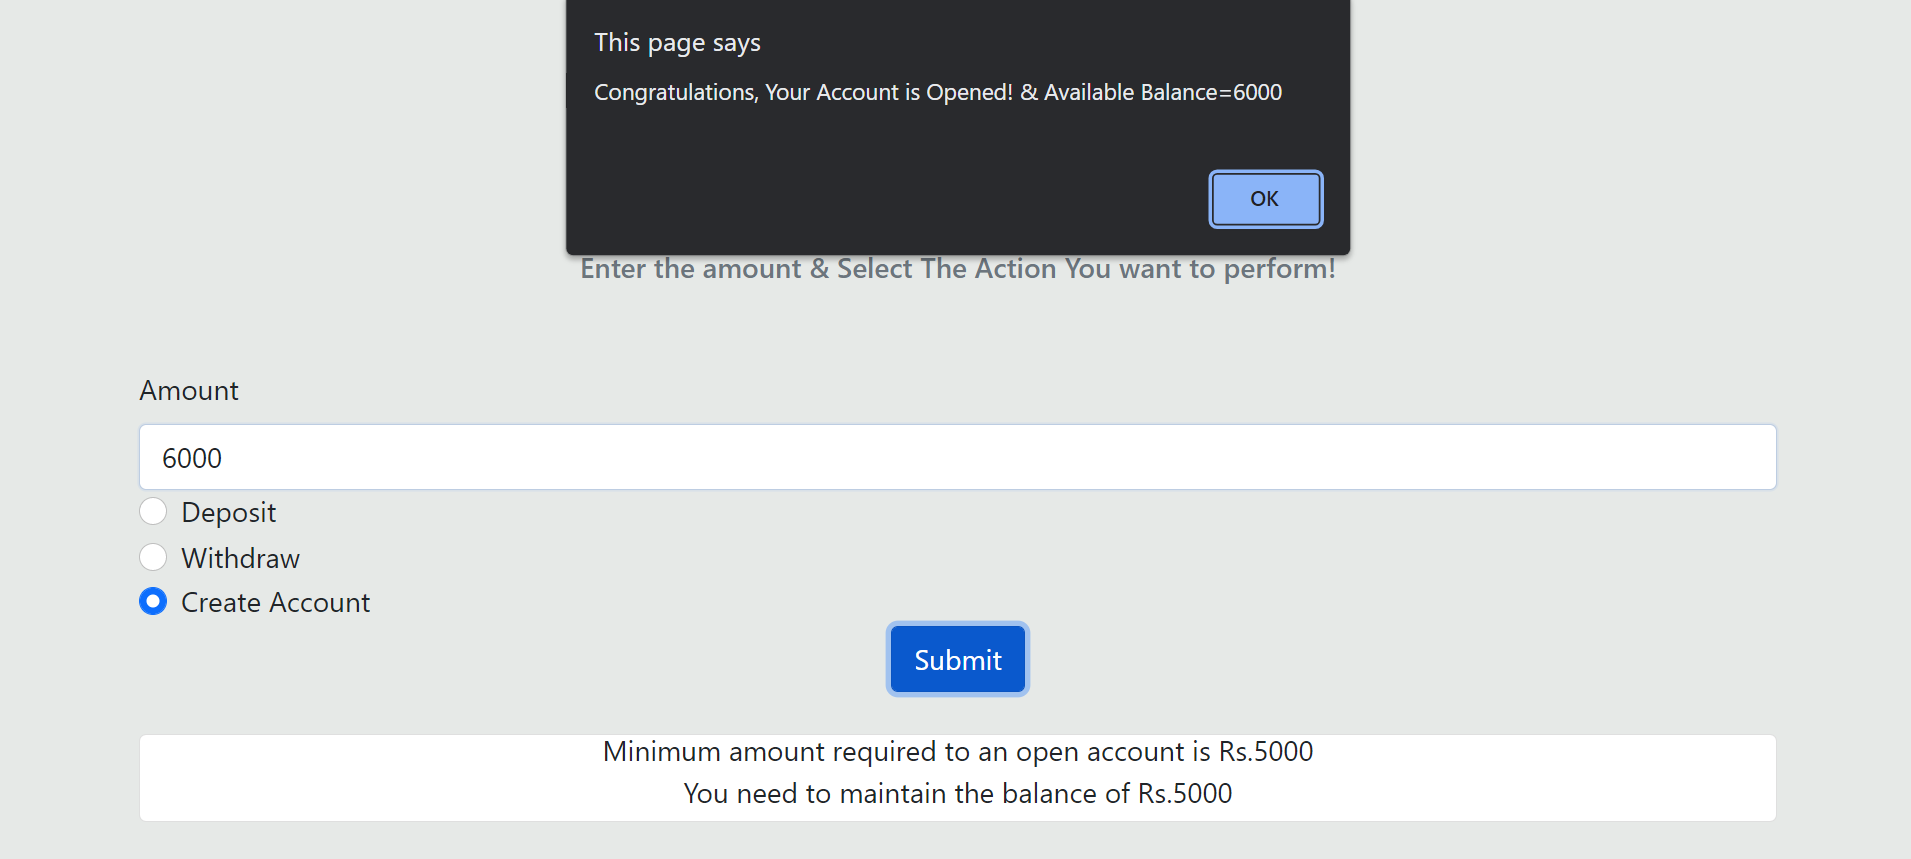 This page says
Congratulations, Your Account is Opened! & Available Balance=6000
OK
Enter the amount & Select The Action You want to perform!
Amount
6000
Deposit
Withdraw
Create Account
Submit
Minimum amount required to an open account is Rs.5000
You need to maintain the balance of Rs.5000